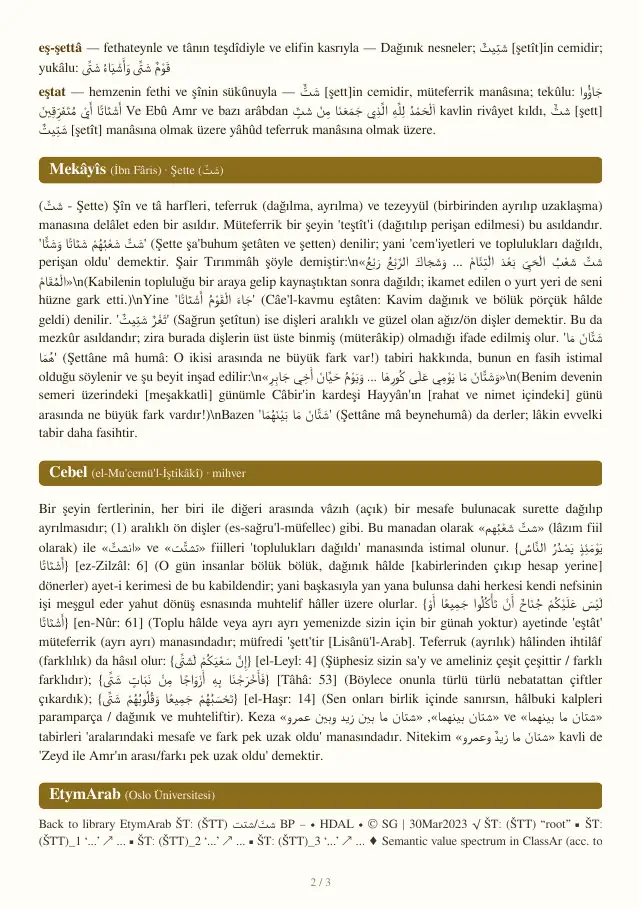 eş-şettâ — fethateynle ve tânın teşdîdiyle ve elifin kasrıyla — Dağınık nesneler; شَتِيتٌ [şetît]in cemidir;
yukâlu: قَوْمٌ شَتَّى وَأَشْيَاءُ شَتَّى
eştat — hemzenin fethi ve şînin sükûnuyla — شَتٌّ [şett]in cemidir, müteferrik manâsına; tekûlu: جَاؤُوا
أَشْتَاتًا أَيْ مُتَفَرِّقِينَ Ve Ebû Amr ve bazı arâbdan اَلْحَمْدُ لِلّٰهِ الَّذِي جَمَعَنَا مِنْ شَتٍّ kavlin rivâyet kıldı, شَتٌّ [şett]
شَتِيتٌ [şetît] manâsına olmak üzere yâhûd teferruk manâsına olmak üzere.
Mekâyîs (İbn Fâris) · Şette (شتّ)
(شتّ - Şette) Şîn ve tâ harfleri, teferruk (dağılma, ayrılma) ve tezeyyül (birbirinden ayrılıp uzaklaşma)
manasına delâlet eden bir asıldır. Müteferrik bir şeyin 'teştît'i (dağıtılıp perişan edilmesi) bu asıldandır.
'شَتَّ شَعْبُهُمْ شَتَاتًا وَشَتًّا' (Şette şa'buhum şetâten ve şetten) denilir; yani 'cem'iyetleri ve toplulukları dağıldı,
perişan oldu' demektir. Şair Tırımmâh şöyle demiştir:\n«شَتَّ شَعْبُ الْحَيِّ بَعْدَ الْتِئَامْ ... وَشَجَاكَ الرَّبْعُ رَبْعُ
الْمُقَامْ»\n(Kabilenin topluluğu bir araya gelip kaynaştıktan sonra dağıldı; ikamet edilen o yurt yeri de seni
hüzne gark etti.)\nYine 'جَاءَ الْقَوْمُ أَشْتَاتًا' (Câe'l-kavmu eştâten: Kavim dağınık ve bölük pörçük hâlde
geldi) denilir. 'ثَغْرٌ شَتِيتٌ' (Sağrun şetîtun) ise dişleri aralıklı ve güzel olan ağız/ön dişler demektir. Bu da
mezkûr asıldandır; zira burada dişlerin üst üste binmiş (müterâkip) olmadığı ifade edilmiş olur. 'شَتَّانَ مَا
هُمَا' (Şettâne mâ humâ: O ikisi arasında ne büyük fark var!) tabiri hakkında, bunun en fasih istimal
olduğu söylenir ve şu beyit inşad edilir:\n«وَشَتَّانَ مَا يَوْمِي عَلَى كُورِهَا ... وَيَوْمُ حَيَّانَ أَخِي جَابِرِ»\n(Benim devenin
semeri üzerindeki [meşakkatli] günümle Câbir'in kardeşi Hayyân'ın [rahat ve nimet içindeki] günü
arasında ne büyük fark vardır!)\nBazen 'شَتَّانَ مَا بَيْنَهُمَا' (Şettâne mâ beynehumâ) da derler; lâkin evvelki
tabir daha fasihtir.
Cebel (el-Mu'cemü'l-İştikâkî) · mihver
Bir şeyin fertlerinin, her biri ile diğeri arasında vâzıh (açık) bir mesafe bulunacak surette dağılıp
ayrılmasıdır; (1) aralıklı ön dişler (es-sağru'l-müfellec) gibi. Bu manadan olarak «شتّ شَعْبُهم» (lâzım fiil
olarak) ile «انشتّ» ve «تشتّت» fiilleri 'toplulukları dağıldı' manasında istimal olunur. {يَوْمَئِذٍ يَصْدُرُ النَّاسُ
أَشْتَاتًا} [ez-Zilzâl: 6] (O gün insanlar bölük bölük, dağınık hâlde [kabirlerinden çıkıp hesap yerine]
dönerler) ayet-i kerimesi de bu kabildendir; yani başkasıyla yan yana bulunsa dahi herkesi kendi nefsinin
işi meşgul eder yahut dönüş esnasında muhtelif hâller üzere olurlar. {لَيْسَ عَلَيْكُمْ جُنَاحٌ أَنْ تَأْكُلُوا جَمِيعًا أَوْ
أَشْتَاتًا} [en-Nûr: 61] (Toplu hâlde veya ayrı ayrı yemenizde sizin için bir günah yoktur) ayetinde 'eştât'
müteferrik (ayrı ayrı) manasındadır; müfredi 'şett'tir [Lisânü'l-Arab]. Teferruk (ayrılık) hâlinden ihtilâf
(farklılık) da hâsıl olur: {إِنَّ سَعْيَكُمْ لَشَتَّى} [el-Leyl: 4] (Şüphesiz sizin sa'y ve ameliniz çeşit çeşittir / farklı
farklıdır); {فَأَخْرَجْنَا بِهِ أَزْوَاجًا مِنْ نَبَاتٍ شَتَّى} [Tâhâ: 53] (Böylece onunla türlü türlü nebatattan çiftler
çıkardık); {تَحْسَبُهُمْ جَمِيعًا وَقُلُوبُهُمْ شَتَّى} [el-Haşr: 14] (Sen onları birlik içinde sanırsın, hâlbuki kalpleri
paramparça / dağınık ve muhteliftir). Keza «شتان ما بين زيد وبين عمرو», «شتان بينهما» ve «شتان ما بينهما»
tabirleri 'aralarındaki mesafe ve fark pek uzak oldu' manasınadır. Nitekim «شتانَ ما زيدٌ وعمرو» kavli de
'Zeyd ile Amr'ın arası/farkı pek uzak oldu' demektir.
EtymArab (Oslo Üniversitesi)
Back to library EtymArab ŠT: (ŠTT) شتّ/شتت BP – • HDAL • © SG | 30Mar2023 √ ŠT: (ŠTT) “root” ▪ ŠT:
(ŠTT)_1 ‘...’ ↗ ... ▪ ŠT: (ŠTT)_2 ‘...’ ↗ ... ▪ ŠT: (ŠTT)_3 ‘...’ ↗ ... ♦ Semantic value spectrum in ClassAr (acc. to
2 / 3